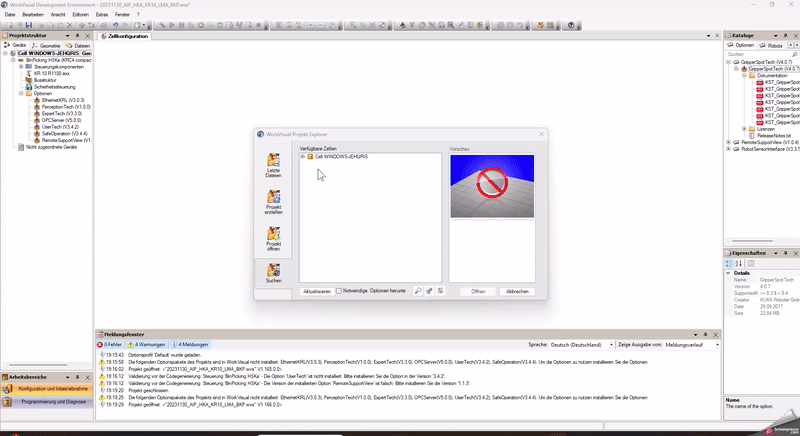 WorkVisual Development Environment - 20231130_AIP_HKA_KR10_LMA_BKP.wvs*
Datei Bearbeiten Ansicht Editoren Extras Fenster ?
Projektstruktur
Geräte Geometrie Dateien
Cell WINDOWS-JEHQRIS: Gen
BinPicking HSKa (KRC4 compac
Steuerungskomponenten
KR 10 R1100 sixx
Busstruktur
Sicherheitssteuerung
Optionen
EthernetKRL (V3.0.3)
PerceptionTech (V1.0.0)
ExpertTech (V3.3.0)
OPCServer (V5.0.0)
UserTech (V3.4.2)
SafeOperation (V3.4.4)
RemoteSupportView (V1
Nicht zugeordnete Geräte
Arbeitsbereiche
Konfiguration und Inbetriebnahme
Programmierung und Diagnose
Zellkonfiguration
WorkVisual Projekt Explorer
Letzte Dateien
Projekt erstellen
Projekt öffnen
Suchen
Verfügbare Zellen
Cell WINDOWS-JEHQRIS
Vorschau
Aktualisieren
Notwendige Optionen herunte
Öffnen
Abbrechen
Meldungsfenster
0 Fehler 4 Warnungen 4 Meldungen
Sprache: Deutsch (Deutschland)
Zeige Ausgabe von: Meldungsverlauf
19:15:43 Optionsprofil 'Default' wurde geladen.
19:15:58 Die folgenden Optionspakete des Projekts sind in WorkVisual nicht installiert: EthernetKRL(V3.0.3), PerceptionTech(V1.0.0), ExpertTech(V3.3.0), OPCServer(V5.0.0), UserTech(V3.4.2), SafeOperation(V3.4.4). Um die zusätzlichen Optionen zu nutzen installieren Sie die Optionen
19:16:02 Projekt geöffnet: <"20231130_AIP_HKA_KR10_LMA_BKP.wvs" V1.165.0.0>
19:16:21 Validierung vor der Codegenerierung: Steuerung 'BinPicking HSKa' - Die Option 'UserTech' ist nicht installiert. Bitte installieren Sie die Option in der Version '3.4.2'.
19:16:21 Validierung vor der Codegenerierung: Steuerung 'BinPicking HSKa' - Die Version der installierten Option 'RemoteSupportView' ist falsch. Bitte installieren Sie die Version '1.1.3'.
19:19:20 Projekt geschlossen.
19:19:25 Die folgenden Optionspakete des Projekts sind in WorkVisual nicht installiert: EthernetKRL(V3.0.3), PerceptionTech(V1.0.0), ExpertTech(V3.3.0), OPCServer(V5.0.0), UserTech(V3.4.2), SafeOperation(V3.4.4). Um die zusätzlichen Optionen zu nutzen installieren Sie die Optionen
19:19:29 Projekt geöffnet: <"20231130_AIP_HKA_KR10_LMA_BKP.wvs" V1.166.0.0>
Kataloge
Optionen Robots
Suchen
GripperSpotTech (V4.0.7)
GripperSpotTech (V4.0.7)
Dokumentation
KST_GripperSpot
KST_GripperSpot
KST_GripperSpot
KST_GripperSpot
KST_GripperSpot
KST_GripperSpot
Lizenzen
ReleaseNotes.txt
RemoteSupportView (V1.0.4)
RobotSensorInterface (V3.3.5
Eigenschaften
Details
Name GripperSpotTech
Version 4.0.7
SupportedK >= 8.3 & < 8.4
Creator KUKA Roboter Gmb
Date 29.09.2017
Size 22,84 MB
Name
The name of the option.
Screenpresso.com